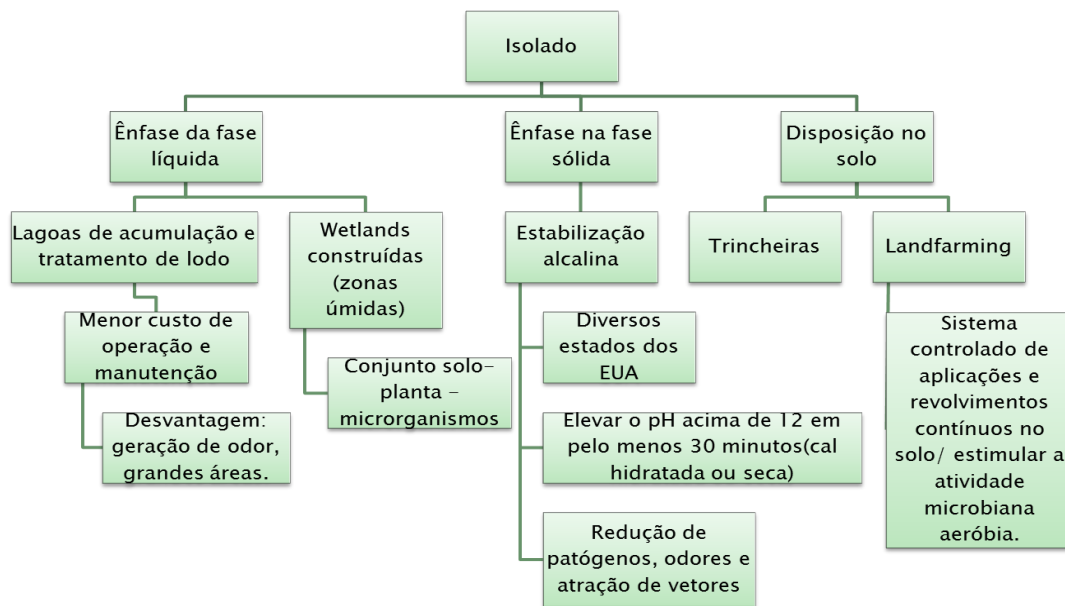 Isolado
Ênfase da fase
líquida
Ênfase na fase
sólida
Disposição no
solo
Lagoas de acumulação e
tratamento de lodo
Wetlands
construídas
(zonas
úmidas)
Estabilização
alcalina
Trincheiras
Landfarming
Menor custo de
operação e
manutenção
Conjunto solo-
planta –
microrganismos
Desvantagem:
geração de odor,
grandes áreas.
Diversos
estados dos
EUA
Elevar o pH acima de 12 em
pelo menos 30 minutos(cal
hidratada ou seca)
Redução de
patógenos, odores e
atração de vetores
Sistema
controlado de
aplicações e
revolvimentos
contínuos no
solo/ estimular a
atividade
microbiana
aeróbia.